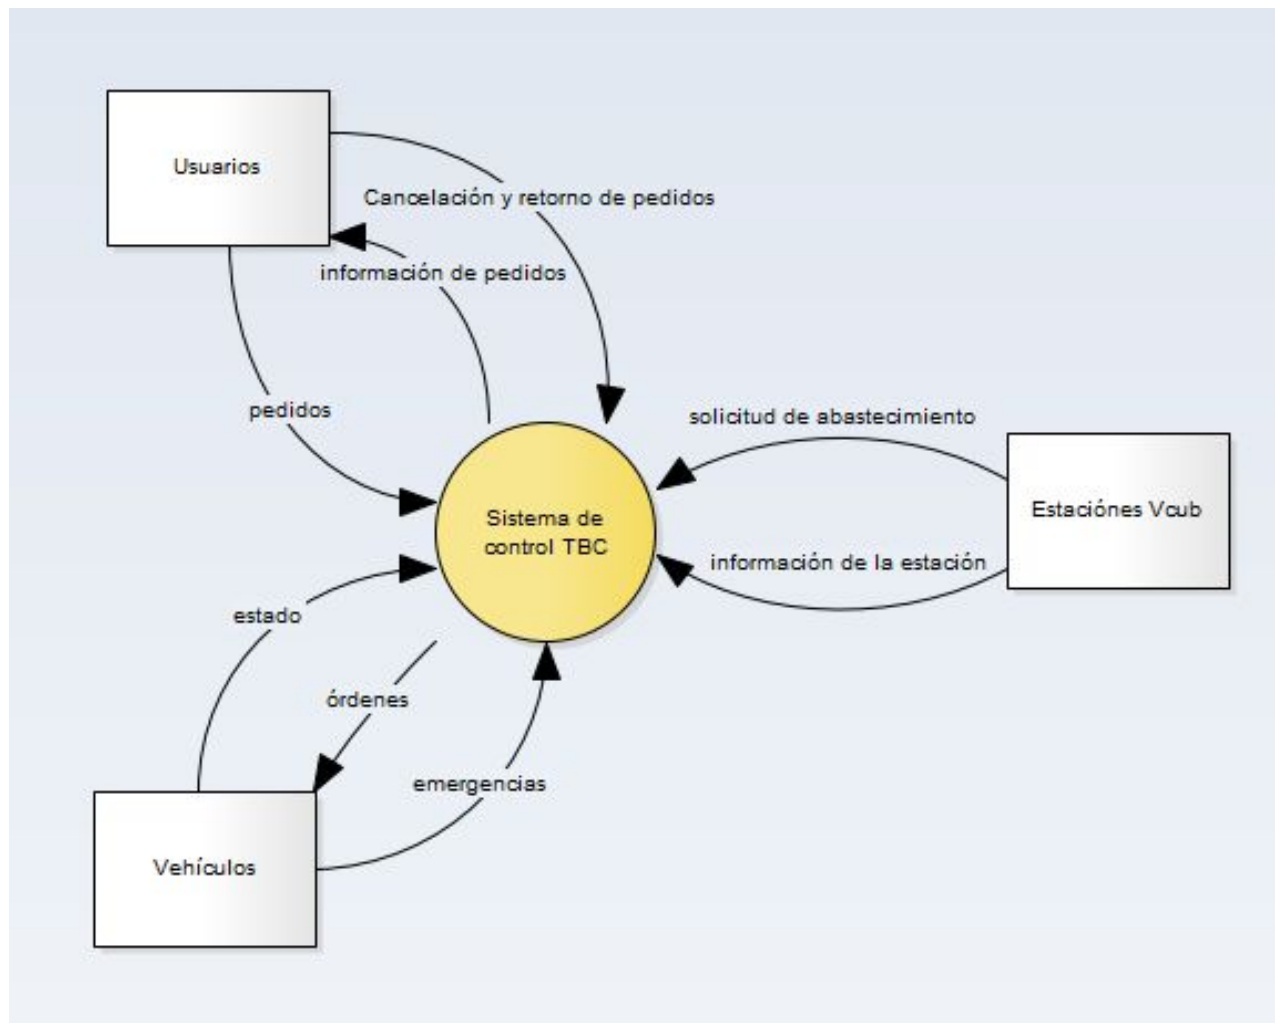 Usuarios
Cancelación y retorno de pedidos
información de pedidos
pedidos
solicitud de abastecimiento
Sistema de
control TBC
Estaciónes Vcub
información de la estación
estado
órdenes
emergencias
Vehículos